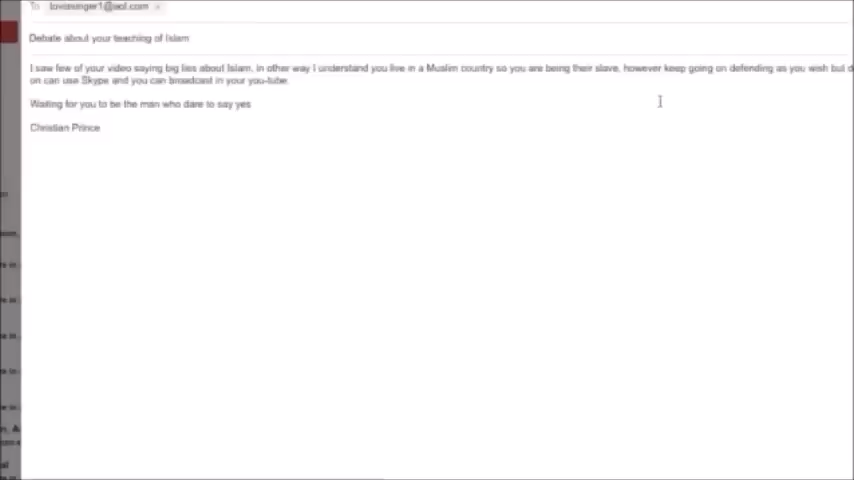 To lovesinger1@aol.com ×
Debate about your teaching of Islam
I saw few of your video saying big lies about Islam, in other way I understand you live in a Muslim country so you are being their slave, however keep going on defending as you wish but d
on can use Skype and you can broadcast in your you-tube.
Waiting for you to be the man who dare to say yes
Christian Prince